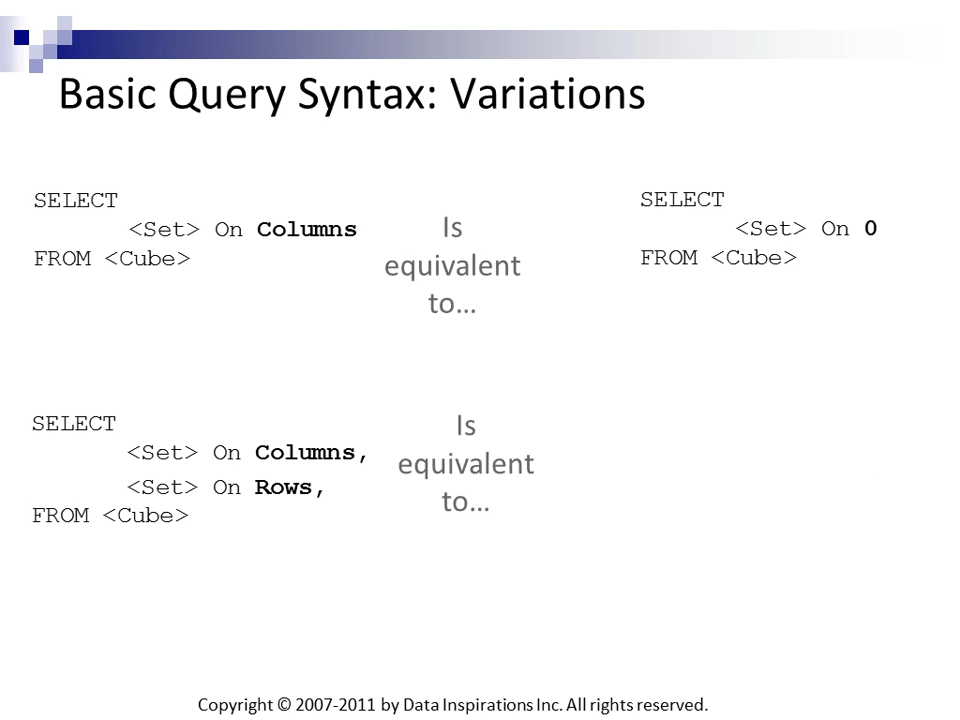 Basic Query Syntax: Variations
SELECT
<Set> On Columns
FROM <Cube>
Is
equivalent
to…
SELECT
<Set> On 0
FROM <Cube>
SELECT
<Set> On Columns,
<Set> On Rows,
FROM <Cube>
Is
equivalent
to…
Copyright © 2007-2011 by Data Inspirations Inc. All rights reserved.